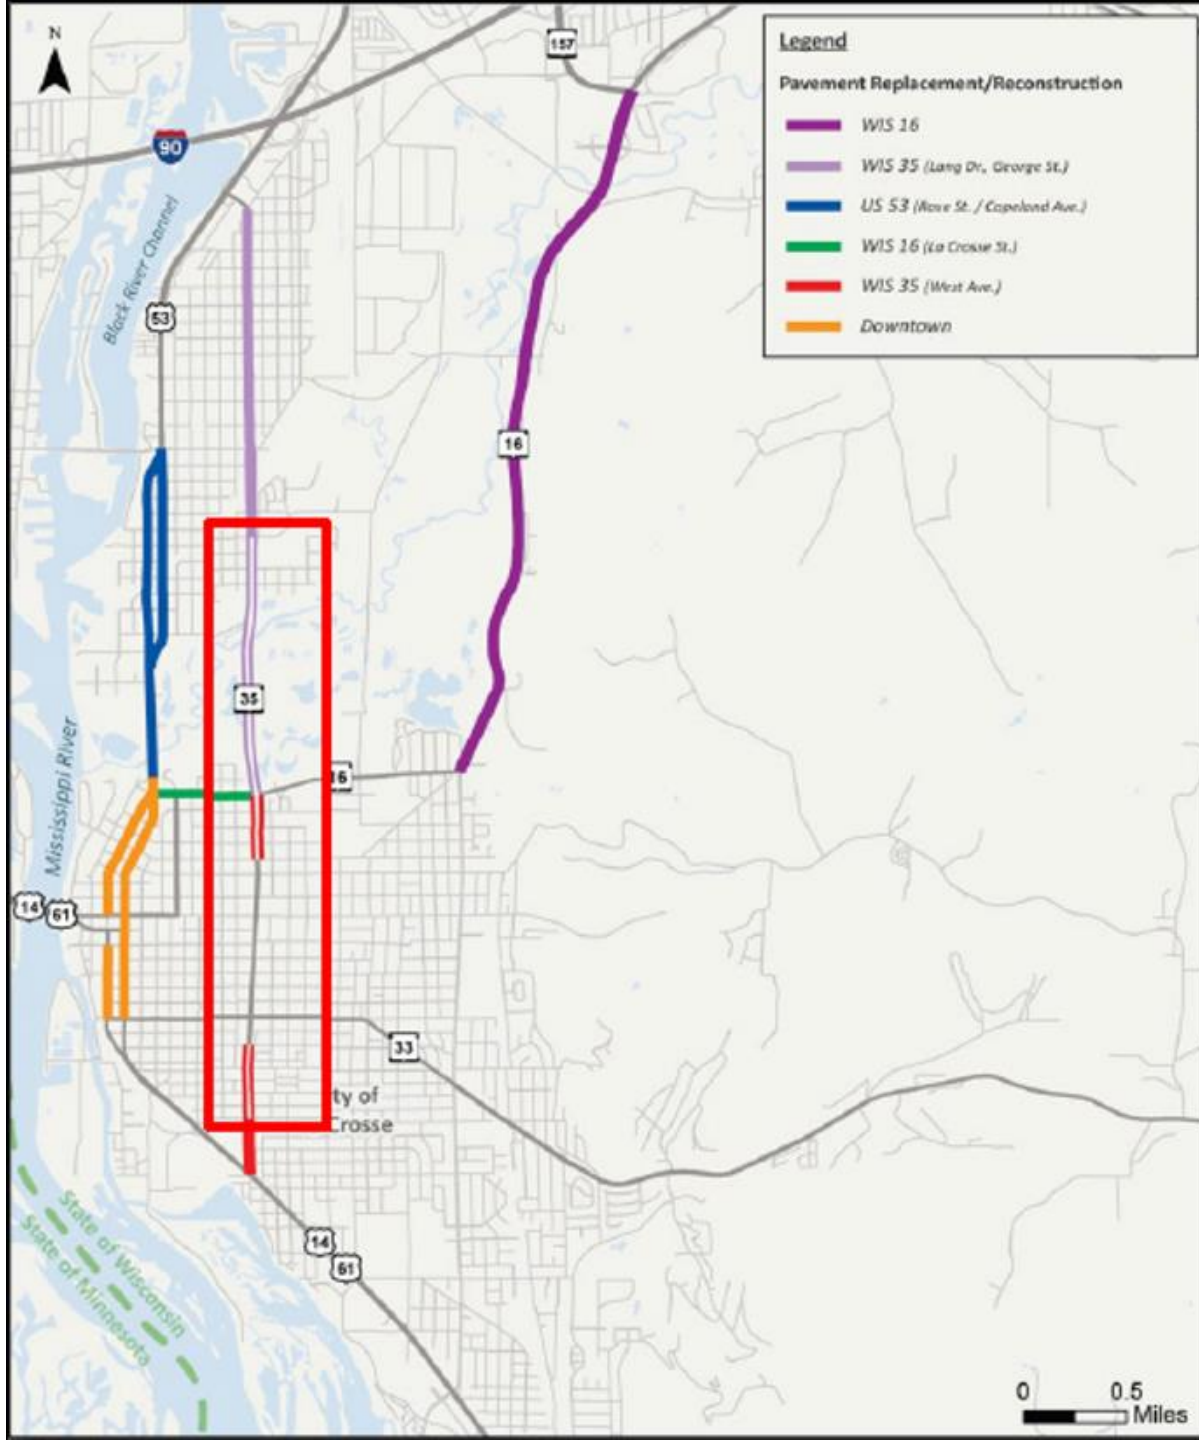 N
157
Legend
Pavement Replacement/Reconstruction
WIS 16
WIS 35 (Lang Dr., George St.)
US 53 (Rose St. / Copeland Ave.)
WIS 16 (La Crosse St.)
WIS 35 (West Ave.)
Downtown
90
Black River Channel
53
16
35
16
Mississippi River
14
61
33
ty of
Crosse
State of Wisconsin
State of Minnesota
14
61
0 0.5
Miles